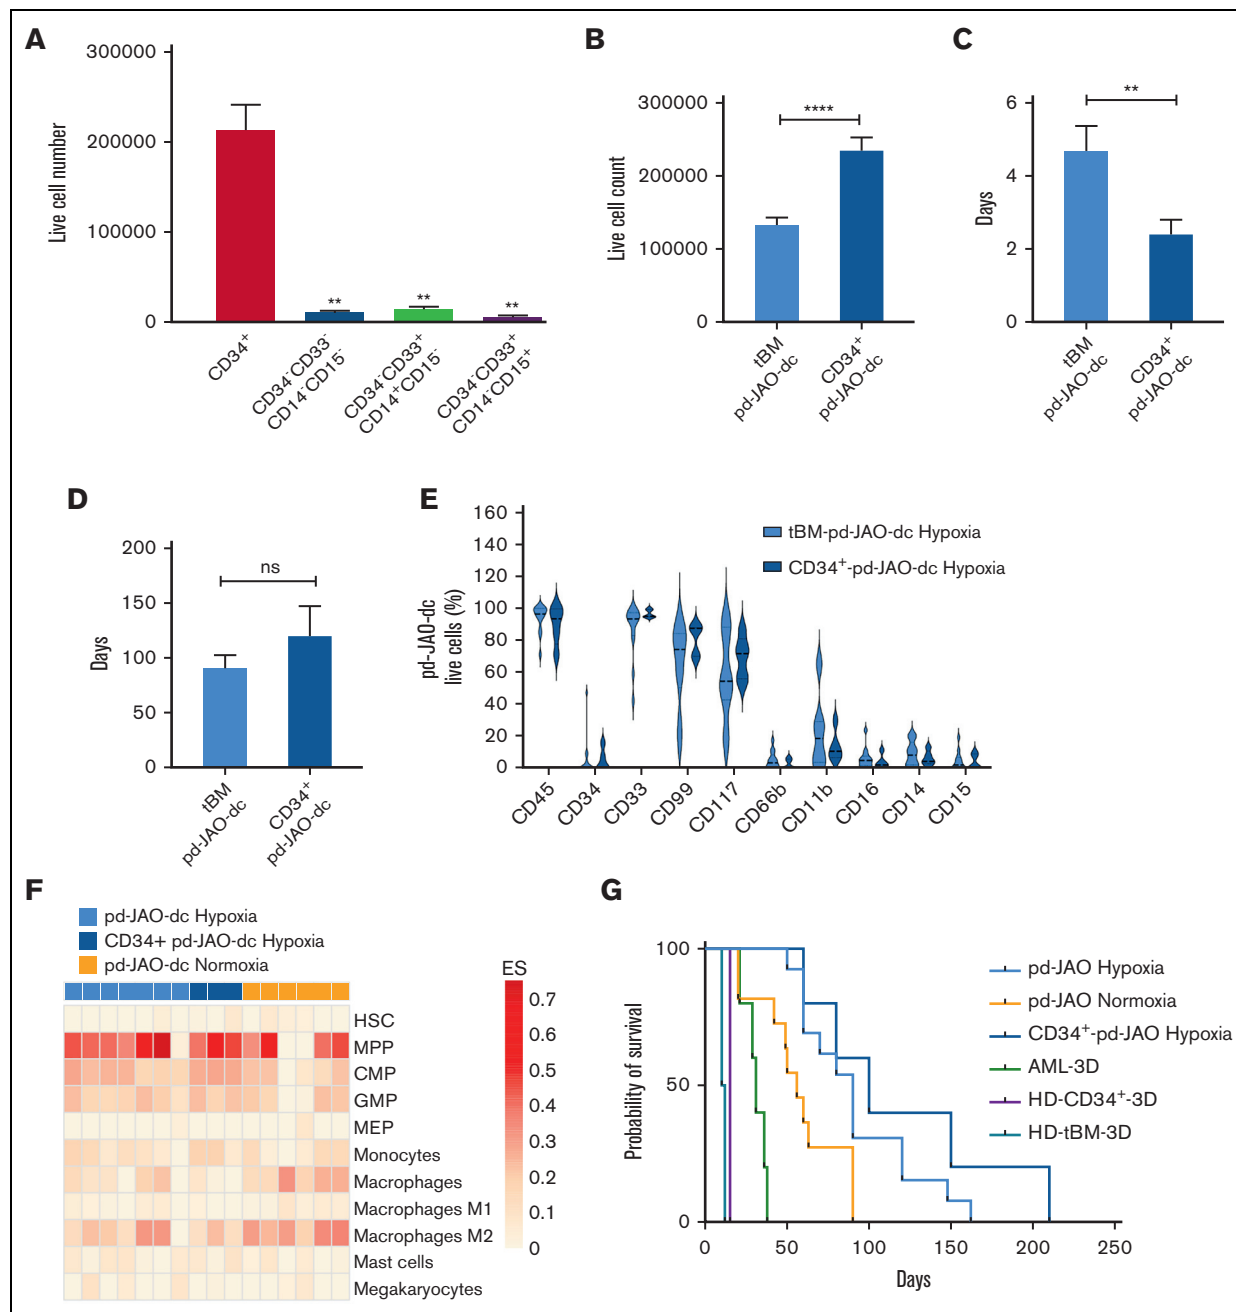 A
300000
200000
100000
0
Live cell number
**
**
**
CD34+
CD34-CD33-
CD14-CD15-
CD34-CD33+
CD14+CD15-
CD34-CD33+
CD14-CD15+
B
300000
200000
100000
0
Live cell count
****
tBM
pd-JAO-dc
CD34+
pd-JAO-dc
C
6
4
2
0
Days
**
tBM
pd-JAO-dc
CD34+
pd-JAO-dc
D
200
150
100
50
0
Days
ns
tBM
pd-JAO-dc
CD34+
pd-JAO-dc
E
160
140
120
100
80
60
40
20
0
pd-JAO-dc
live cells (%)
tBM-pd-JAO-dc Hypoxia
CD34+-pd-JAO-dc Hypoxia
CD45
CD34
CD33
CD99
CD117
CD66b
CD11b
CD16
CD14
CD15
F
pd-JAO-dc Hypoxia
CD34+ pd-JAO-dc Hypoxia
pd-JAO-dc Normoxia
HSC
MPP
CMP
GMP
MEP
Monocytes
Macrophages
Macrophages M1
Macrophages M2
Mast cells
Megakaryocytes
ES
0.7
0.6
0.5
0.4
0.3
0.2
0.1
0
G
100
50
0
Probability of survival
0 50 100 150 200 250
Days
pd-JAO Hypoxia
pd-JAO Normoxia
CD34+-pd-JAO Hypoxia
AML-3D
HD-CD34+-3D
HD-tBM-3D